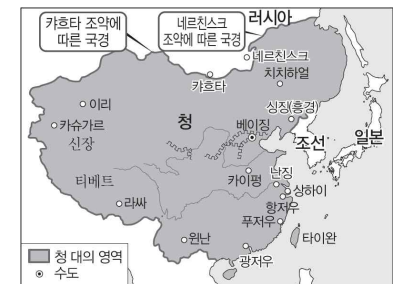 캬흐타 조약에
따른 국경
네르친스크
조약에 따른 국경
러시아
네르친스크
치치하얼
캬흐타
이리
카슈가르
신장
청
베이징
싱징(흥경)
조선
일본
티베트
카이펑
난징
상하이
라싸
항저우
푸저우
윈난
타이완
광저우
청 대의 영역
수도